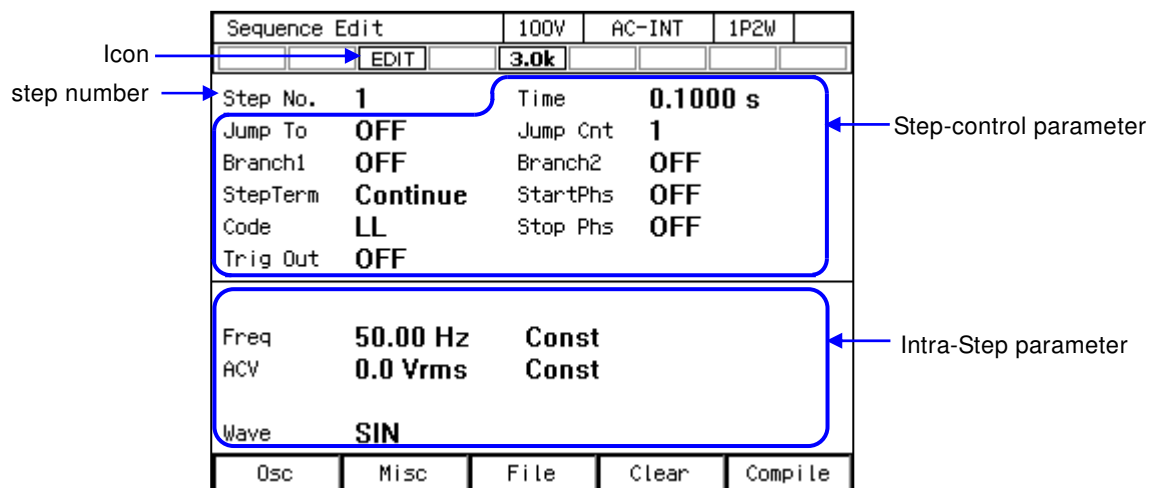 Sequence Edit 100V AC-INT 1P2W
Icon EDIT 3.0k
step number Step No. 1 Time 0.1000 s
Jump To OFF Jump Cnt 1 Step-control parameter
Branch1 OFF Branch2 OFF
StepTerm Continue StartPhs OFF
Code LL Stop Phs OFF
Trig Out OFF
Freq 50.00 Hz Const Intra-Step parameter
ACV 0.0 Vrms Const
Wave SIN
Osc Misc File Clear Compile